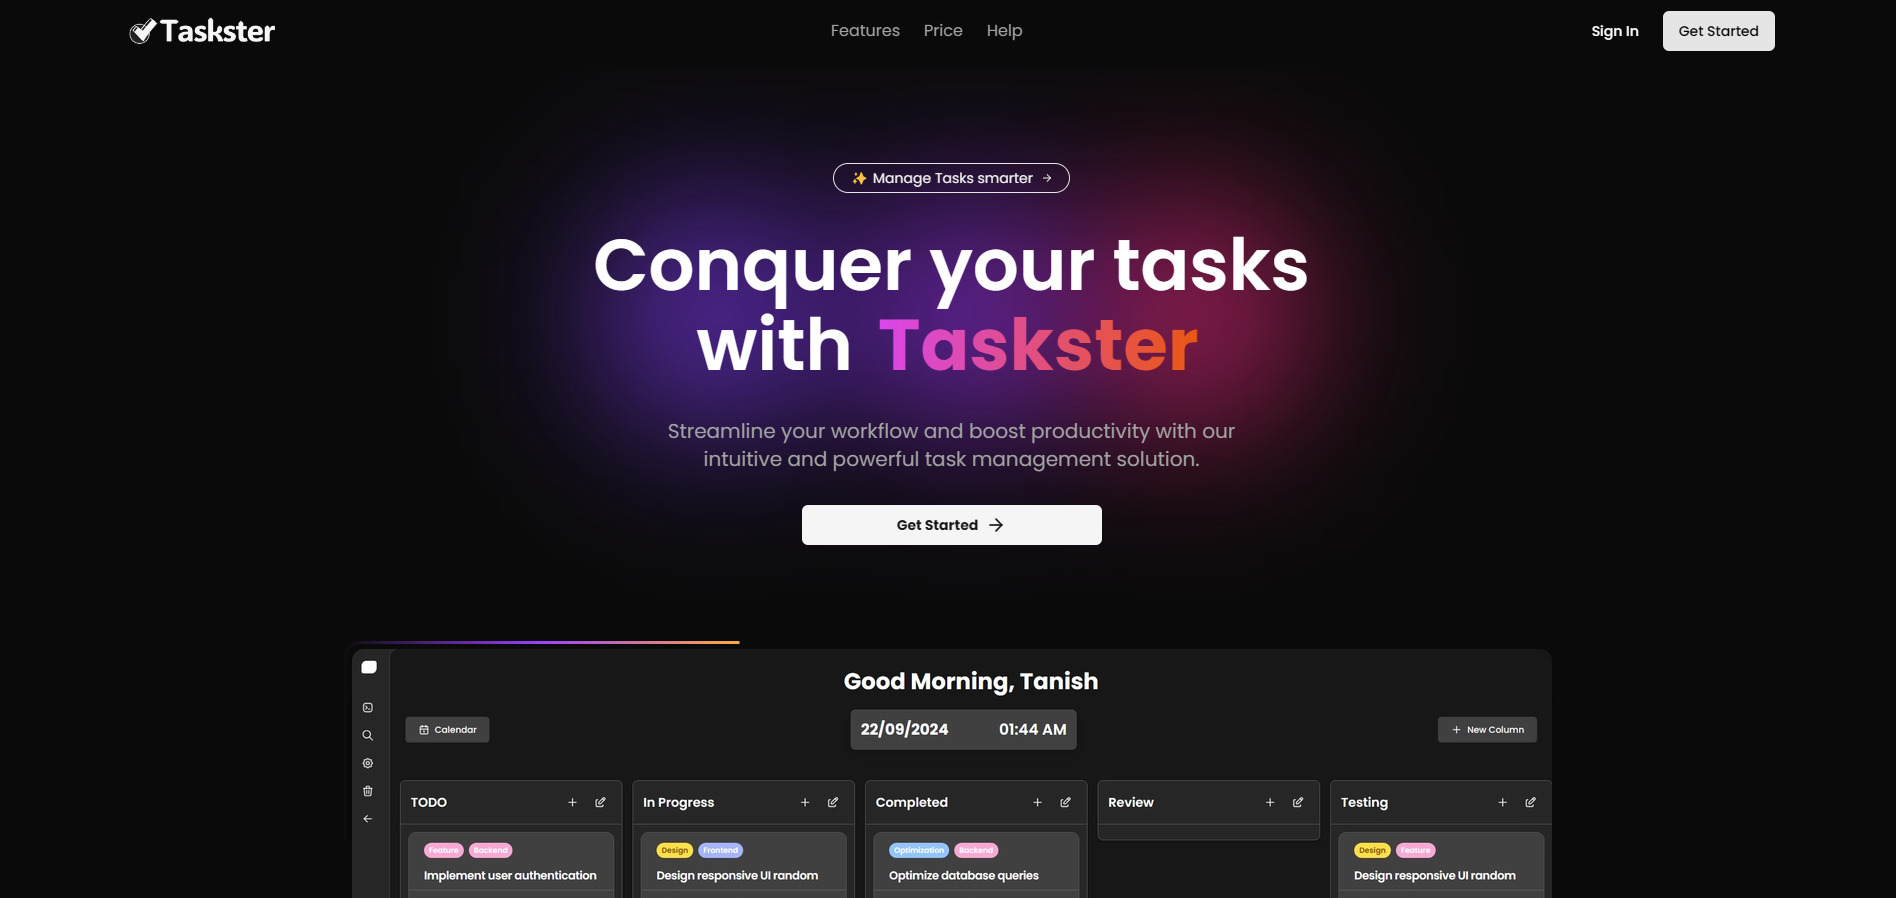 Taskster
Features Price Help
Sign In
Get Started
✨ Manage Tasks smarter →
Conquer your tasks
with Taskster
Streamline your workflow and boost productivity with our
intuitive and powerful task management solution.
Get Started →
Good Morning, Tanish
Calendar
22/09/2024 01:44 AM
+ New Column
TODO
In Progress
Completed
Review
Testing
Feature Backend
Implement user authentication
Design Frontend
Design responsive UI random
Optimization Backend
Optimize database queries
Design Feature
Design responsive UI random